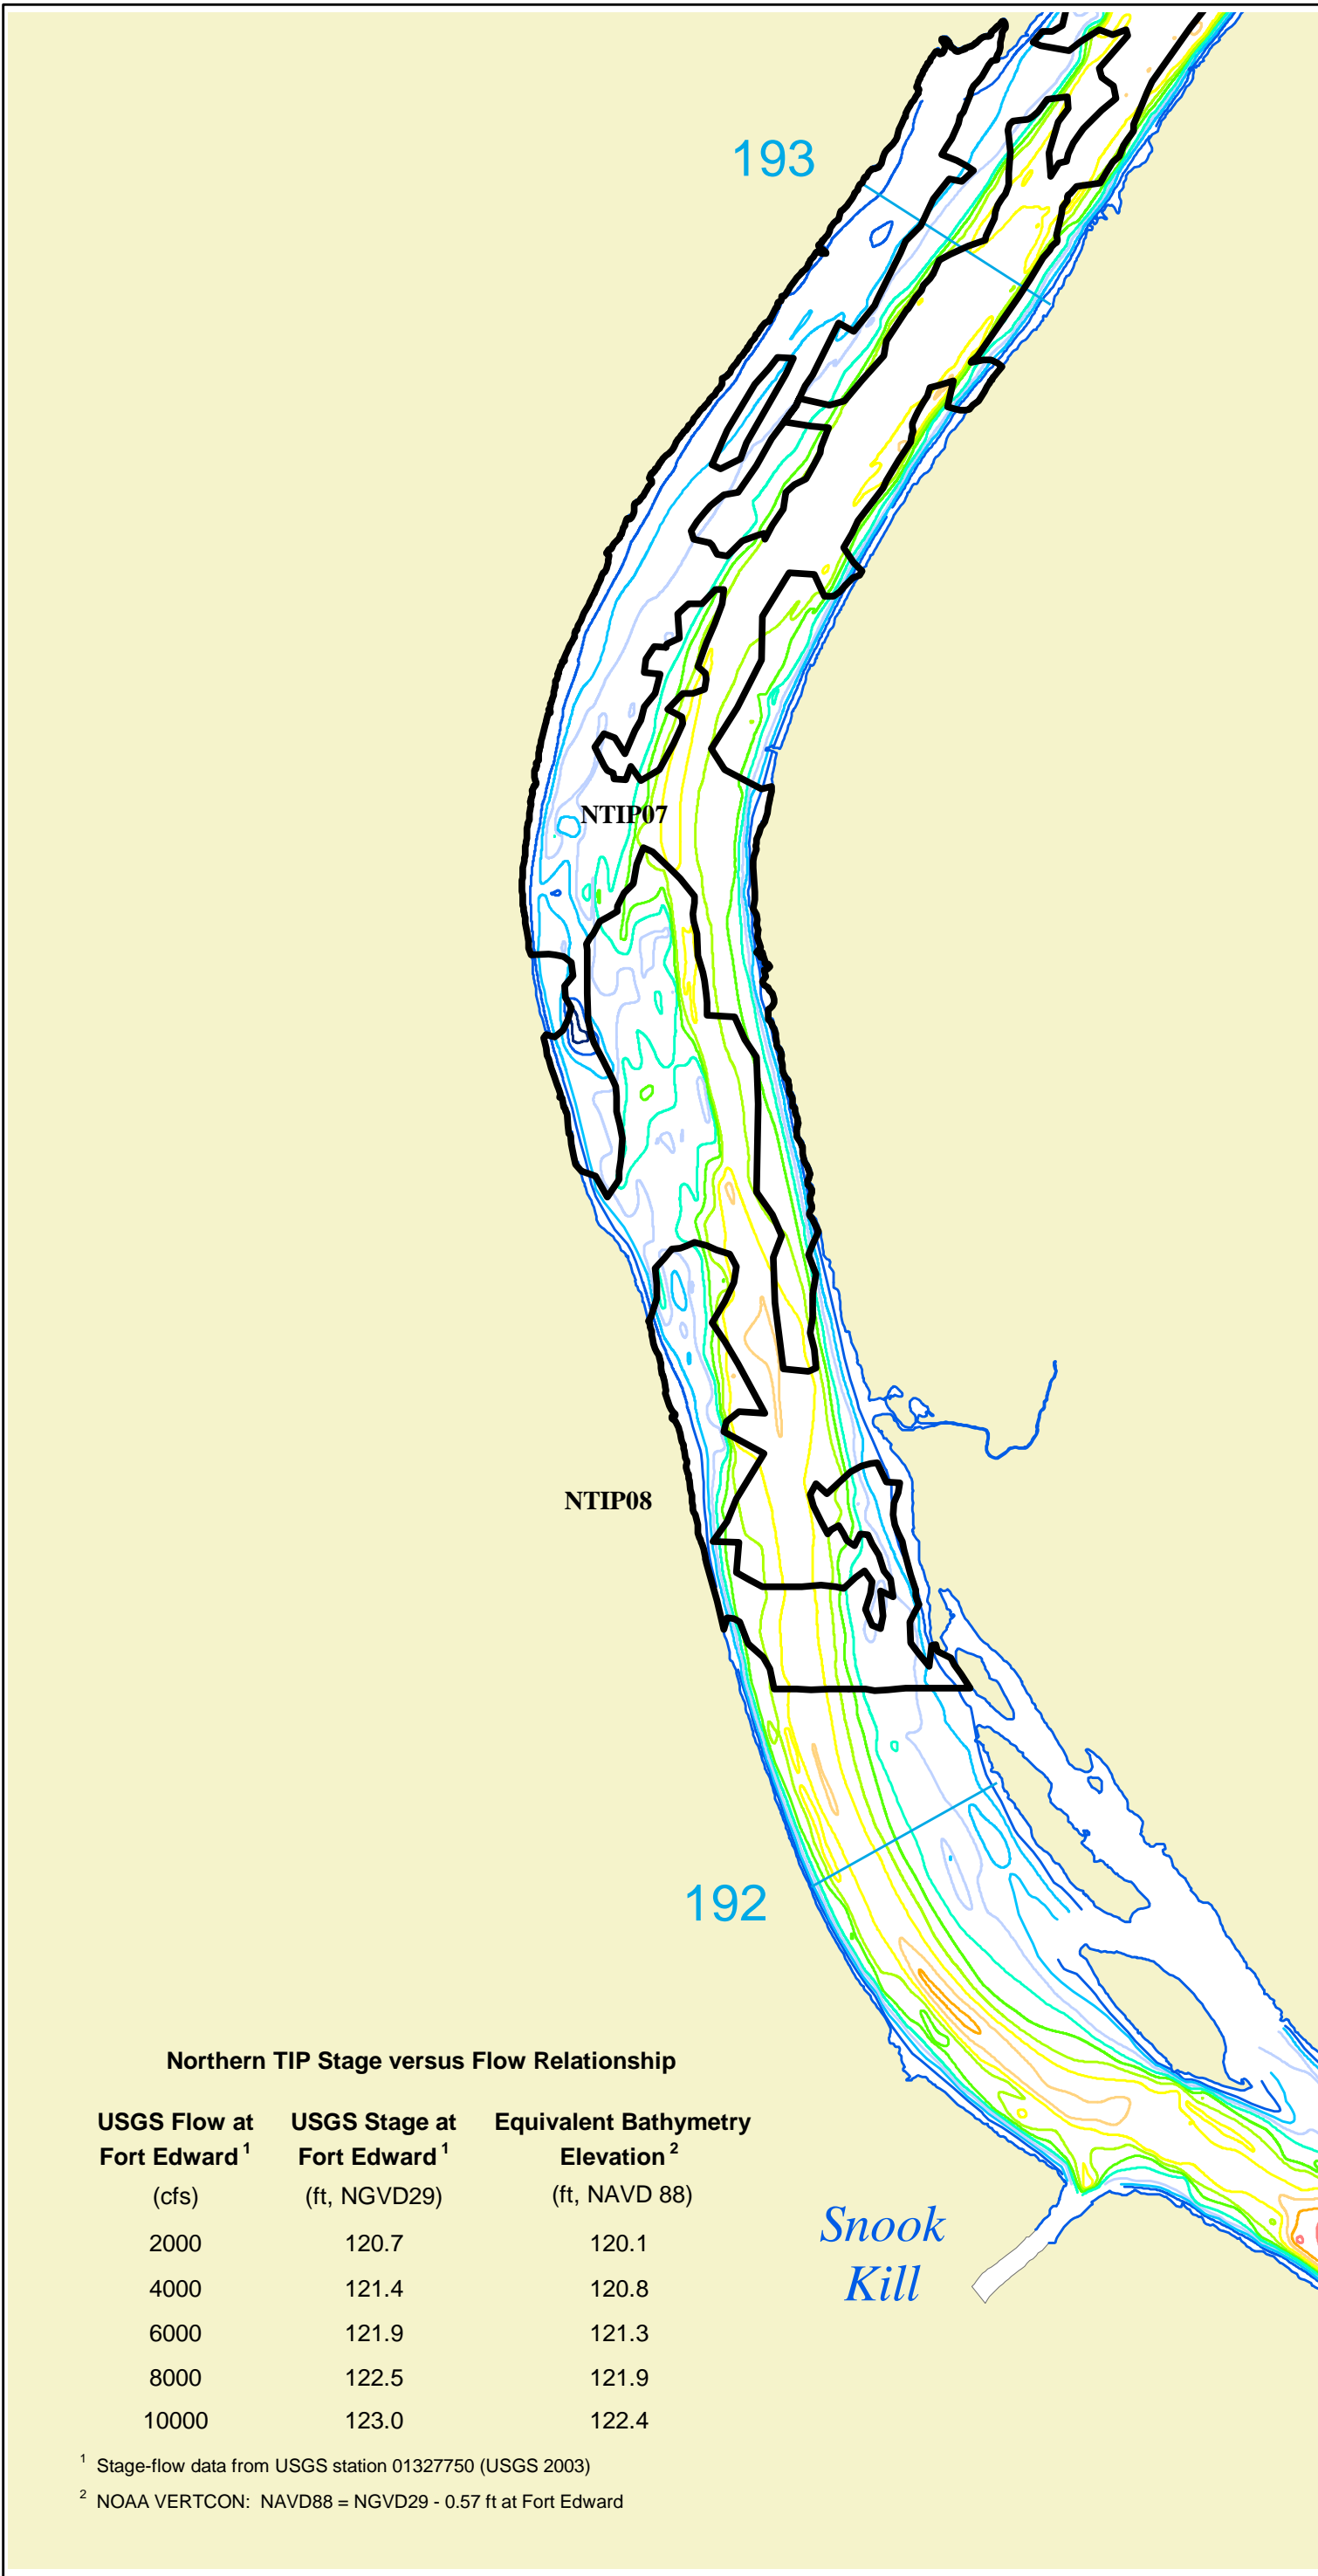 193
NTIP07
NTIP08
192
Northern TIP Stage versus Flow Relationship
USGS Flow at USGS Stage at Equivalent Bathymetry
Fort Edward 1 Fort Edward 1 Elevation 2
(cfs) (ft, NGVD29) (ft, NAVD 88)
2000 120.7 120.1
4000 121.4 120.8
6000 121.9 121.3
8000 122.5 121.9
10000 123.0 122.4
Snook
Kill
1 Stage-flow data from USGS station 01327750 (USGS 2003)
2 NOAA VERTCON: NAVD88 = NGVD29 - 0.57 ft at Fort Edward